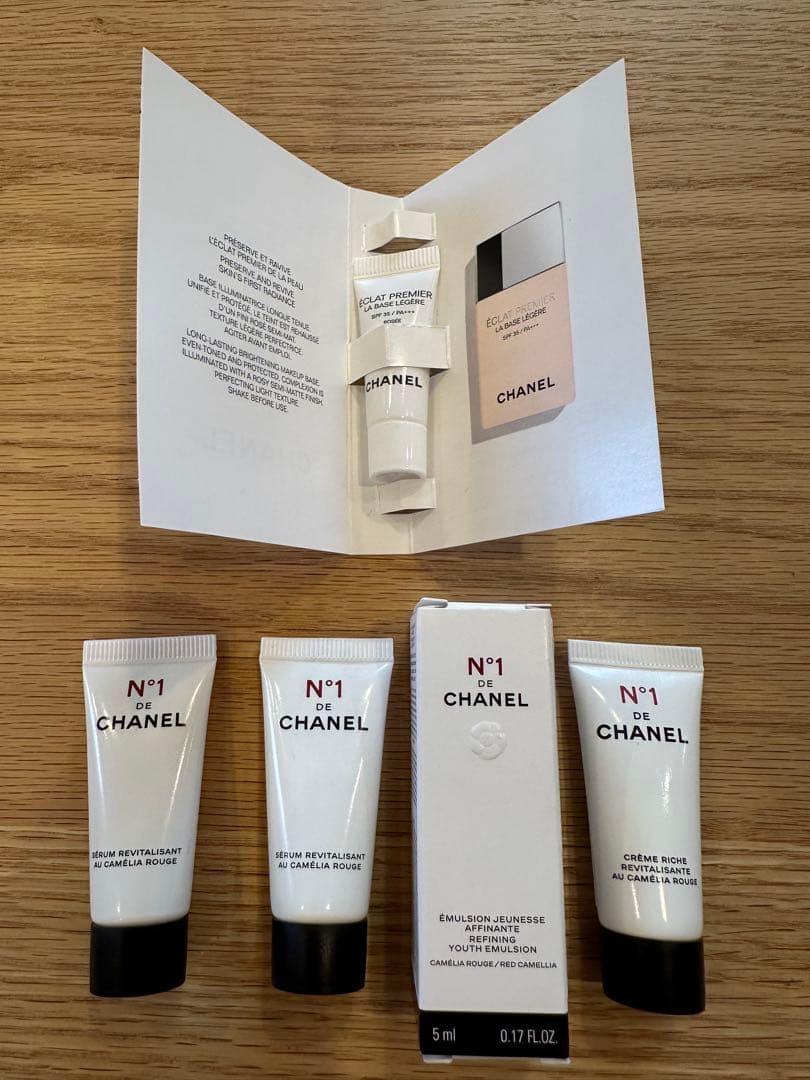 PRÉSERVE ET RAVIVE
L'ÉCLAT PREMIER DE LA PEAU
PRESERVE AND REVIVE
SKIN'S FIRST RADIANCE
BASE ILLUMINATRICE LONGUE TENUE.
UNIFIÉ ET PROTÉGÉ, LE TEINT EST REHAUSSÉ
D'UN FINI ROSÉ SEMI-MAT.
TEXTURE LÉGÈRE PERFECTRICE.
AGITER AVANT EMPLOI.
LONG-LASTING BRIGHTENING MAKEUP BASE.
EVEN-TONED AND PROTECTED, COMPLEXION IS
ILLUMINATED WITH A ROSY SEMI-MATTE FINISH.
PERFECTING LIGHT TEXTURE.
SHAKE BEFORE USE.
ÉCLAT PREMIER
LA BASE LÉGÈRE
SPF 35 / PA+++
ROSÉE
CHANEL
ÉCLAT PREMIER
LA BASE LÉGÈRE
SPF 35 / PA+++
CHANEL
N°1
DE
CHANEL
SÉRUM REVITALISANT
AU CAMÉLIA ROUGE
N°1
DE
CHANEL
SÉRUM REVITALISANT
AU CAMÉLIA ROUGE
N°1
DE
CHANEL
ÉMULSION JEUNESSE
AFFINANTE
REFINING
YOUTH EMULSION
CAMÉLIA ROUGE / RED CAMELLIA
5 ml 0.17 FL.OZ.
N°1
DE
CHANEL
CRÈME RICHE
REVITALISANTE
AU CAMÉLIA ROUGE